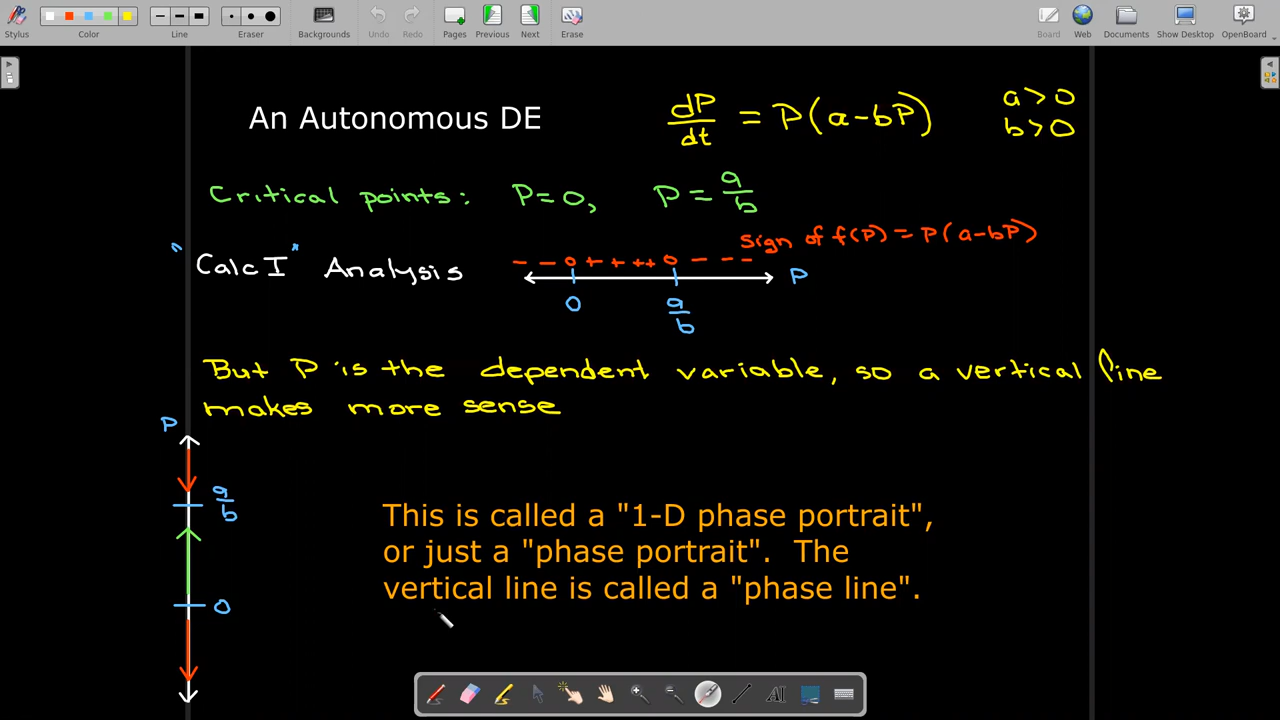 Stylus
Color
Line
Eraser
Backgrounds
Undo
Redo
Pages
Previous
Next
Erase
Board
Web
Documents
Show Desktop
OpenBoard
An Autonomous DE
dP/dt = P(a-bP)
a>0
b>0
Critical points: P=0, P=a/b
"Calc I" Analysis
sign of f(P) = P(a-bP)
- - 0 + + ++ 0 - - -
P
0
a/b
But P is the dependent variable, so a vertical line
makes more sense
P
a/b
0
This is called a "1-D phase portrait",
or just a "phase portrait". The
vertical line is called a "phase line".
AI